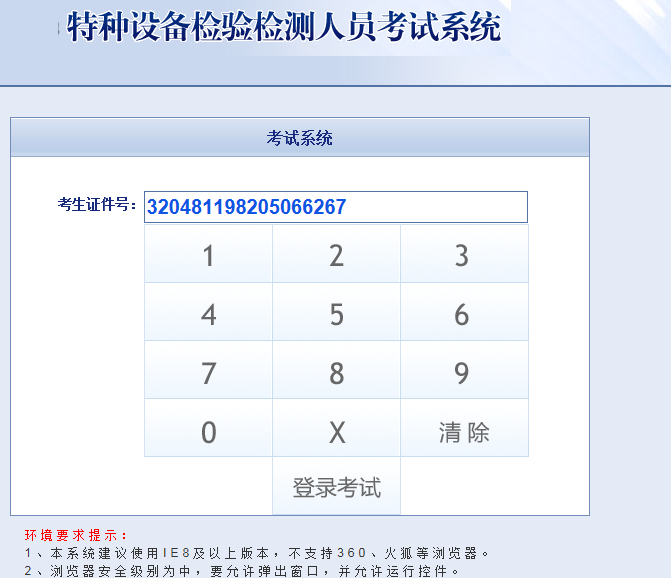 特种设备检验检测人员考试系统
考试系统
考生证件号：
320481198205066267
1 2 3
4 5 6
7 8 9
0 X 清 除
登录考试
环境要求提示：
1、本系统建议使用IE8及以上版本，不支持360、火狐等浏览器。
2、浏览器安全级别为中，要允许弹出窗口，并允许运行控件。